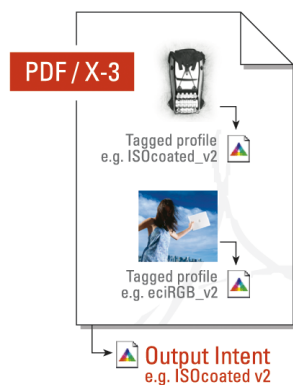 PDF / X-3
Tagged profile
e.g. ISOcoated_v2
Tagged profile
e.g. eciRGB_v2
Output Intent
e.g. ISOcoated v2